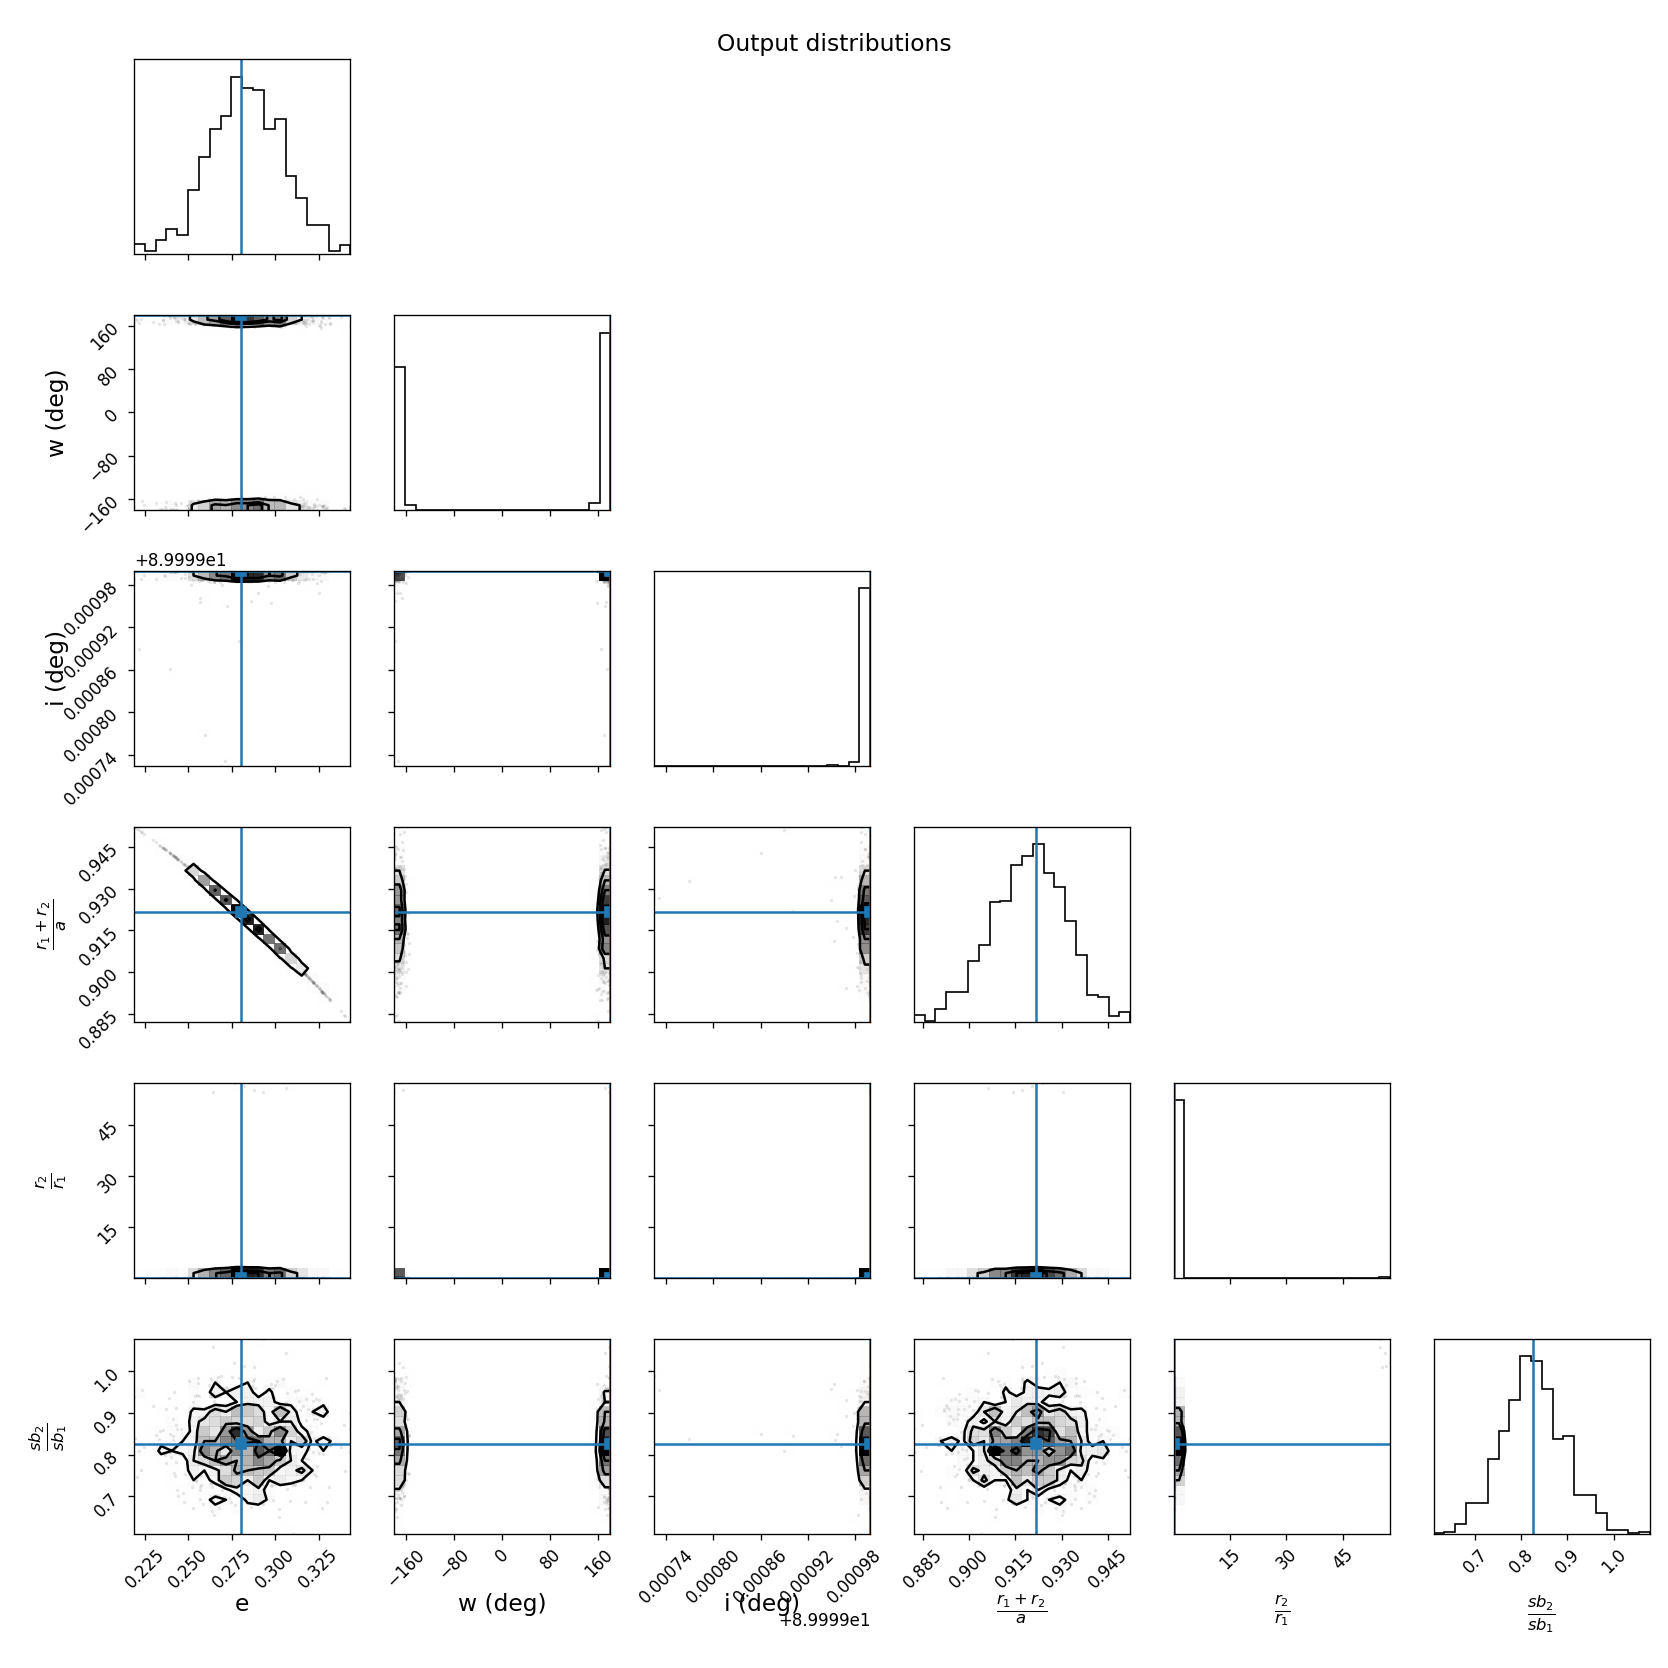 Output distributions
w (deg)
160
80
0
−80
−160
+8.9999e1
i (deg)
0.00098
0.00092
0.00086
0.00080
0.00074
r₁ + r₂
a
0.945
0.930
0.915
0.900
0.885
r₂
r₁
45
30
15
sb₂
sb₁
1.0
0.9
0.8
0.7
0.225 0.250 0.275 0.300 0.325
−160 −80 0 80 160
0.00074 0.00080 0.00086 0.00092 0.00098
0.885 0.900 0.915 0.930 0.945
15 30 45
0.7 0.8 0.9 1.0
e
w (deg)
i (deg)
+8.9999e1
r₁ + r₂
a
r₂
r₁
sb₂
sb₁